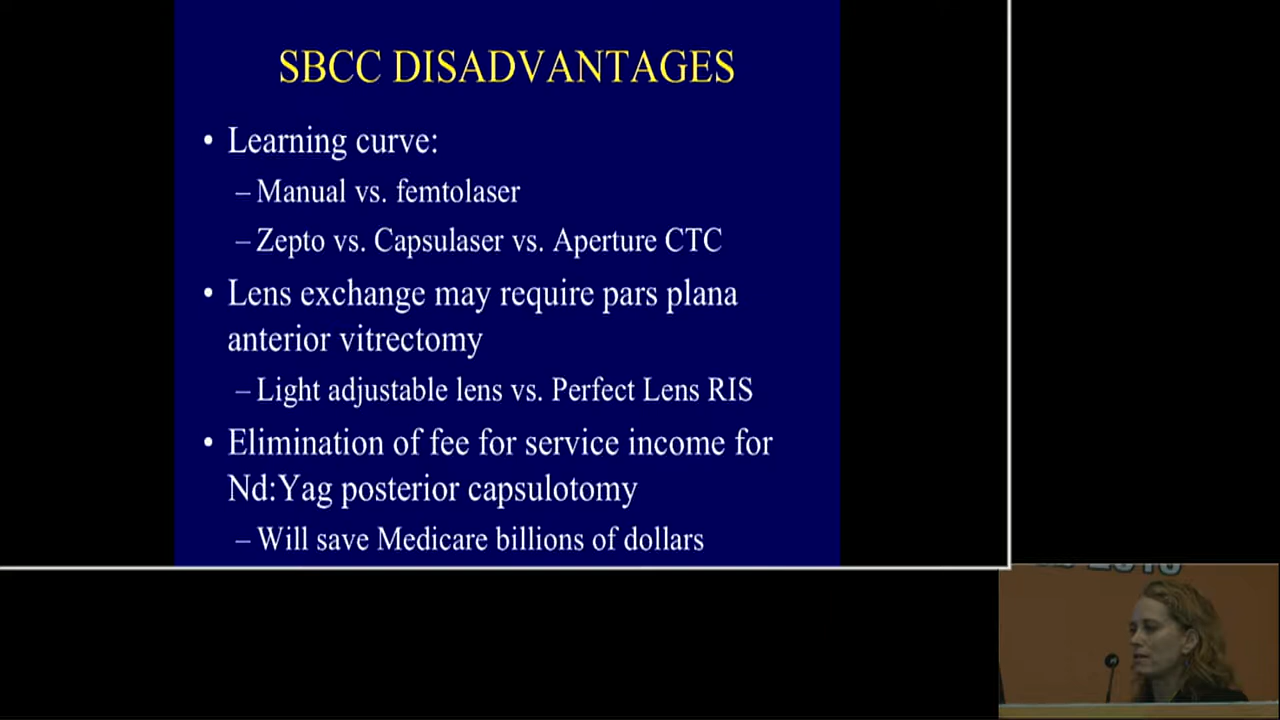 SBCC DISADVANTAGES
• Learning curve:
– Manual vs. femtolaser
– Zepto vs. Capsulaser vs. Aperture CTC
• Lens exchange may require pars plana
anterior vitrectomy
– Light adjustable lens vs. Perfect Lens RIS
• Elimination of fee for service income for
Nd:Yag posterior capsulotomy
– Will save Medicare billions of dollars